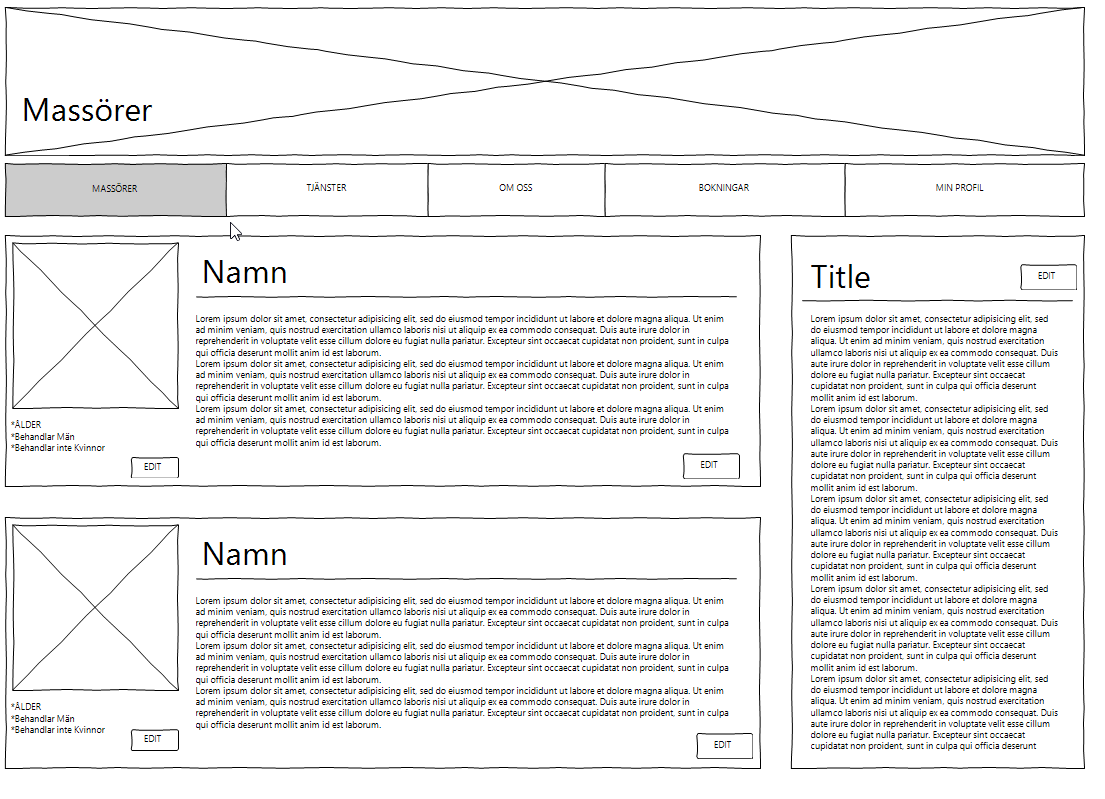 Massörer
MASSÖRER
TJÄNSTER
OM OSS
BOKNINGAR
MIN PROFIL
Namn
Lorem ipsum dolor sit amet, consectetur adipisicing elit, sed do eiusmod tempor incididunt ut labore et dolore magna aliqua. Ut enim
ad minim veniam, quis nostrud exercitation ullamco laboris nisi ut aliquip ex ea commodo consequat. Duis aute irure dolor in
reprehenderit in voluptate velit esse cillum dolore eu fugiat nulla pariatur. Excepteur sint occaecat cupidatat non proident, sunt in culpa
qui officia deserunt mollit anim id est laborum.
Lorem ipsum dolor sit amet, consectetur adipisicing elit, sed do eiusmod tempor incididunt ut labore et dolore magna aliqua. Ut enim
ad minim veniam, quis nostrud exercitation ullamco laboris nisi ut aliquip ex ea commodo consequat. Duis aute irure dolor in
reprehenderit in voluptate velit esse cillum dolore eu fugiat nulla pariatur. Excepteur sint occaecat cupidatat non proident, sunt in culpa
qui officia deserunt mollit anim id est laborum.
Lorem ipsum dolor sit amet, consectetur adipisicing elit, sed do eiusmod tempor incididunt ut labore et dolore magna aliqua. Ut enim
ad minim veniam, quis nostrud exercitation ullamco laboris nisi ut aliquip ex ea commodo consequat. Duis aute irure dolor in
reprehenderit in voluptate velit esse cillum dolore eu fugiat nulla pariatur. Excepteur sint occaecat cupidatat non proident, sunt in culpa
qui officia deserunt mollit anim id est laborum.
*ÅLDER
*Behandlar Män
*Behandlar inte Kvinnor
EDIT
EDIT
Namn
Lorem ipsum dolor sit amet, consectetur adipisicing elit, sed do eiusmod tempor incididunt ut labore et dolore magna aliqua. Ut enim
ad minim veniam, quis nostrud exercitation ullamco laboris nisi ut aliquip ex ea commodo consequat. Duis aute irure dolor in
reprehenderit in voluptate velit esse cillum dolore eu fugiat nulla pariatur. Excepteur sint occaecat cupidatat non proident, sunt in culpa
qui officia deserunt mollit anim id est laborum.
Lorem ipsum dolor sit amet, consectetur adipisicing elit, sed do eiusmod tempor incididunt ut labore et dolore magna aliqua. Ut enim
ad minim veniam, quis nostrud exercitation ullamco laboris nisi ut aliquip ex ea commodo consequat. Duis aute irure dolor in
reprehenderit in voluptate velit esse cillum dolore eu fugiat nulla pariatur. Excepteur sint occaecat cupidatat non proident, sunt in culpa
qui officia deserunt mollit anim id est laborum.
Lorem ipsum dolor sit amet, consectetur adipisicing elit, sed do eiusmod tempor incididunt ut labore et dolore magna aliqua. Ut enim
ad minim veniam, quis nostrud exercitation ullamco laboris nisi ut aliquip ex ea commodo consequat. Duis aute irure dolor in
reprehenderit in voluptate velit esse cillum dolore eu fugiat nulla pariatur. Excepteur sint occaecat cupidatat non proident, sunt in culpa
qui officia deserunt mollit anim id est laborum.
*ÅLDER
*Behandlar Män
*Behandlar inte Kvinnor
EDIT
EDIT
Title
EDIT
Lorem ipsum dolor sit amet, consectetur adipisicing elit, sed
do eiusmod tempor incididunt ut labore et dolore magna
aliqua. Ut enim ad minim veniam, quis nostrud exercitation
ullamco laboris nisi ut aliquip ex ea commodo consequat. Duis
aute irure dolor in reprehenderit in voluptate velit esse cillum
dolore eu fugiat nulla pariatur. Excepteur sint occaecat
cupidatat non proident, sunt in culpa qui officia deserunt
mollit anim id est laborum.
Lorem ipsum dolor sit amet, consectetur adipisicing elit, sed
do eiusmod tempor incididunt ut labore et dolore magna
aliqua. Ut enim ad minim veniam, quis nostrud exercitation
ullamco laboris nisi ut aliquip ex ea commodo consequat. Duis
aute irure dolor in reprehenderit in voluptate velit esse cillum
dolore eu fugiat nulla pariatur. Excepteur sint occaecat
cupidatat non proident, sunt in culpa qui officia deserunt
mollit anim id est laborum.
Lorem ipsum dolor sit amet, consectetur adipisicing elit, sed
do eiusmod tempor incididunt ut labore et dolore magna
aliqua. Ut enim ad minim veniam, quis nostrud exercitation
ullamco laboris nisi ut aliquip ex ea commodo consequat. Duis
aute irure dolor in reprehenderit in voluptate velit esse cillum
dolore eu fugiat nulla pariatur. Excepteur sint occaecat
cupidatat non proident, sunt in culpa qui officia deserunt
mollit anim id est laborum.
Lorem ipsum dolor sit amet, consectetur adipisicing elit, sed
do eiusmod tempor incididunt ut labore et dolore magna
aliqua. Ut enim ad minim veniam, quis nostrud exercitation
ullamco laboris nisi ut aliquip ex ea commodo consequat. Duis
aute irure dolor in reprehenderit in voluptate velit esse cillum
dolore eu fugiat nulla pariatur. Excepteur sint occaecat
cupidatat non proident, sunt in culpa qui officia deserunt
mollit anim id est laborum.
Lorem ipsum dolor sit amet, consectetur adipisicing elit, sed
do eiusmod tempor incididunt ut labore et dolore magna
aliqua. Ut enim ad minim veniam, quis nostrud exercitation
ullamco laboris nisi ut aliquip ex ea commodo consequat. Duis
aute irure dolor in reprehenderit in voluptate velit esse cillum
dolore eu fugiat nulla pariatur. Excepteur sint occaecat
cupidatat non proident, sunt in culpa qui officia deserunt